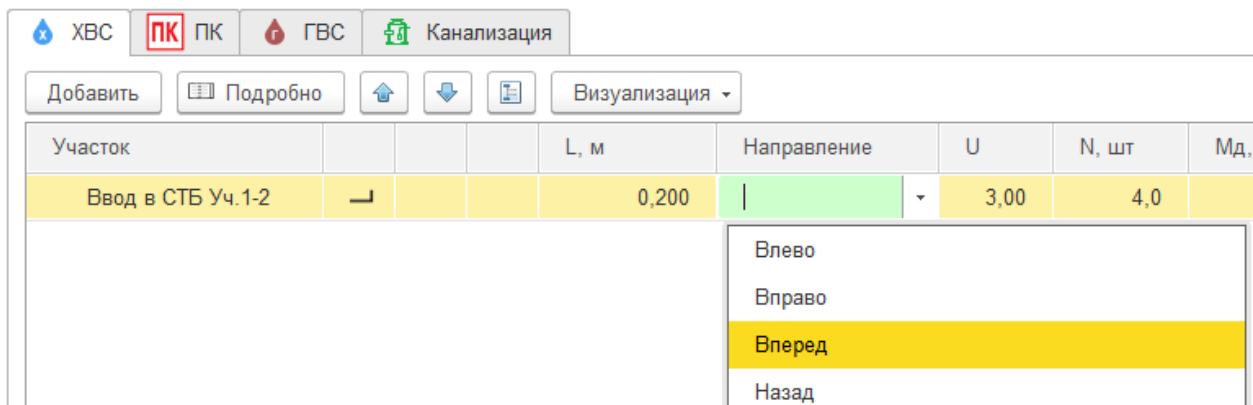 х ХВС ПК ПК г ГВС Канализация
Добавить Подробно Визуализация
Участок L, м Направление U N, шт Мд,
Ввод в СТБ Уч.1-2 0,200 3,00 4,0
Влево
Вправо
Вперед
Назад